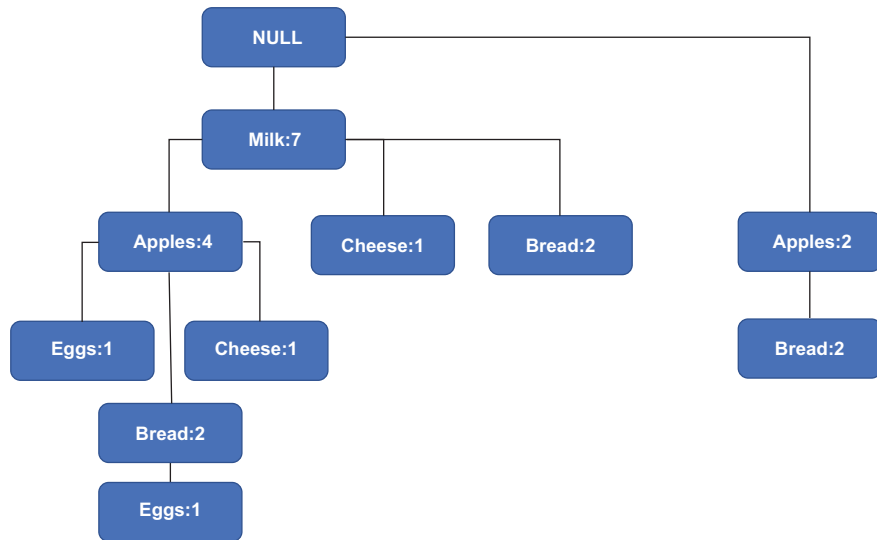 NULL
Milk:7
Apples:4
Cheese:1
Bread:2
Apples:2
Eggs:1
Cheese:1
Bread:2
Bread:2
Eggs:1